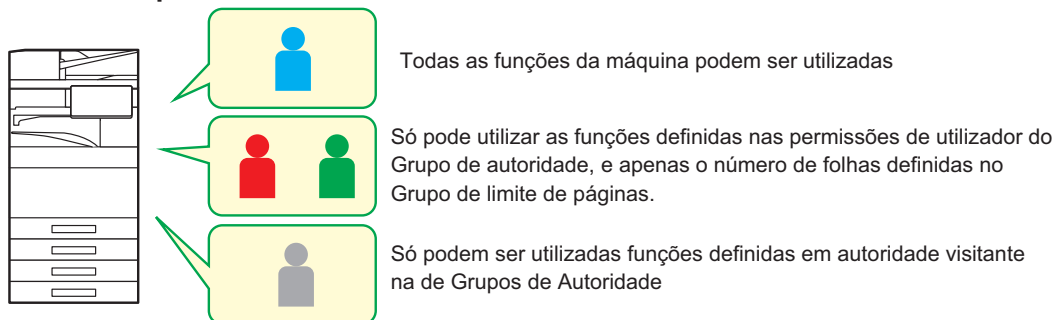 Todas as funções da máquina podem ser utilizadas
Só pode utilizar as funções definidas nas permissões de utilizador do
Grupo de autoridade, e apenas o número de folhas definidas no
Grupo de limite de páginas.
Só podem ser utilizadas funções definidas em autoridade visitante
na de Grupos de Autoridade